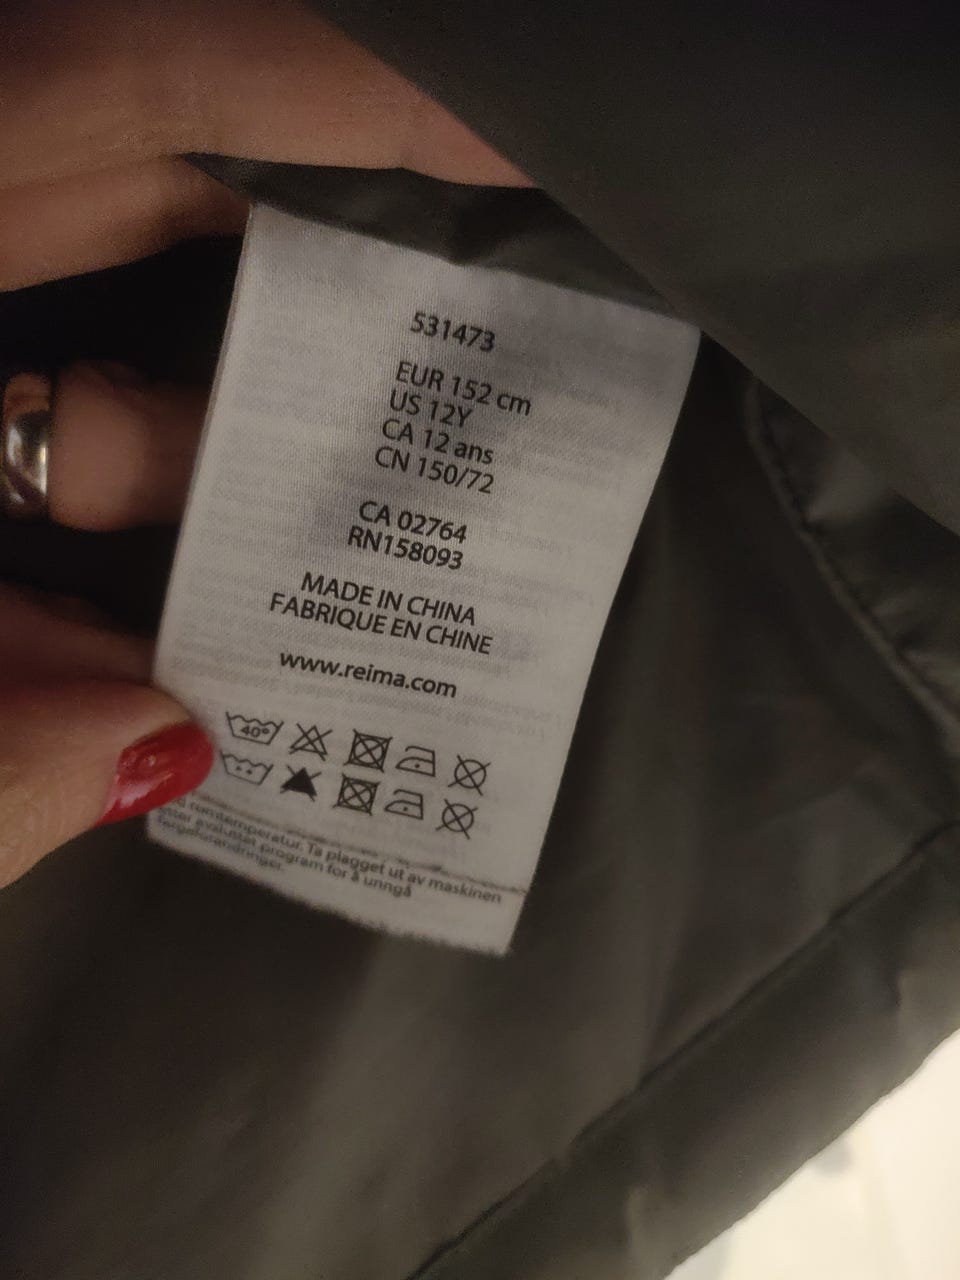 531473
EUR 152 cm
US 12Y
CA 12 ans
CN 150/72
CA 02764
RN158093
MADE IN CHINA
FABRIQUE EN CHINE
www.reima.com
40°
romtemperatur. Ta plagget ut av maskinen
etter avsluttet program for å unngå
fargeforandringer.